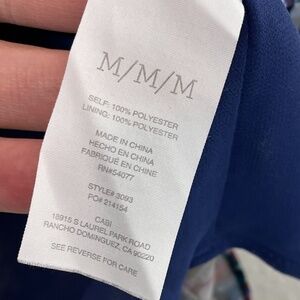 M/M/M
SELF: 100% POLYESTER
LINING: 100% POLYESTER
MADE IN CHINA
HECHO EN CHINA
FABRIQUÉ EN CHINE
RN#54077
STYLE# 3093
PO# 214154
CABI
18915 S LAUREL PARK ROAD
RANCHO DOMINGUEZ, CA 90220
SEE REVERSE FOR CARE